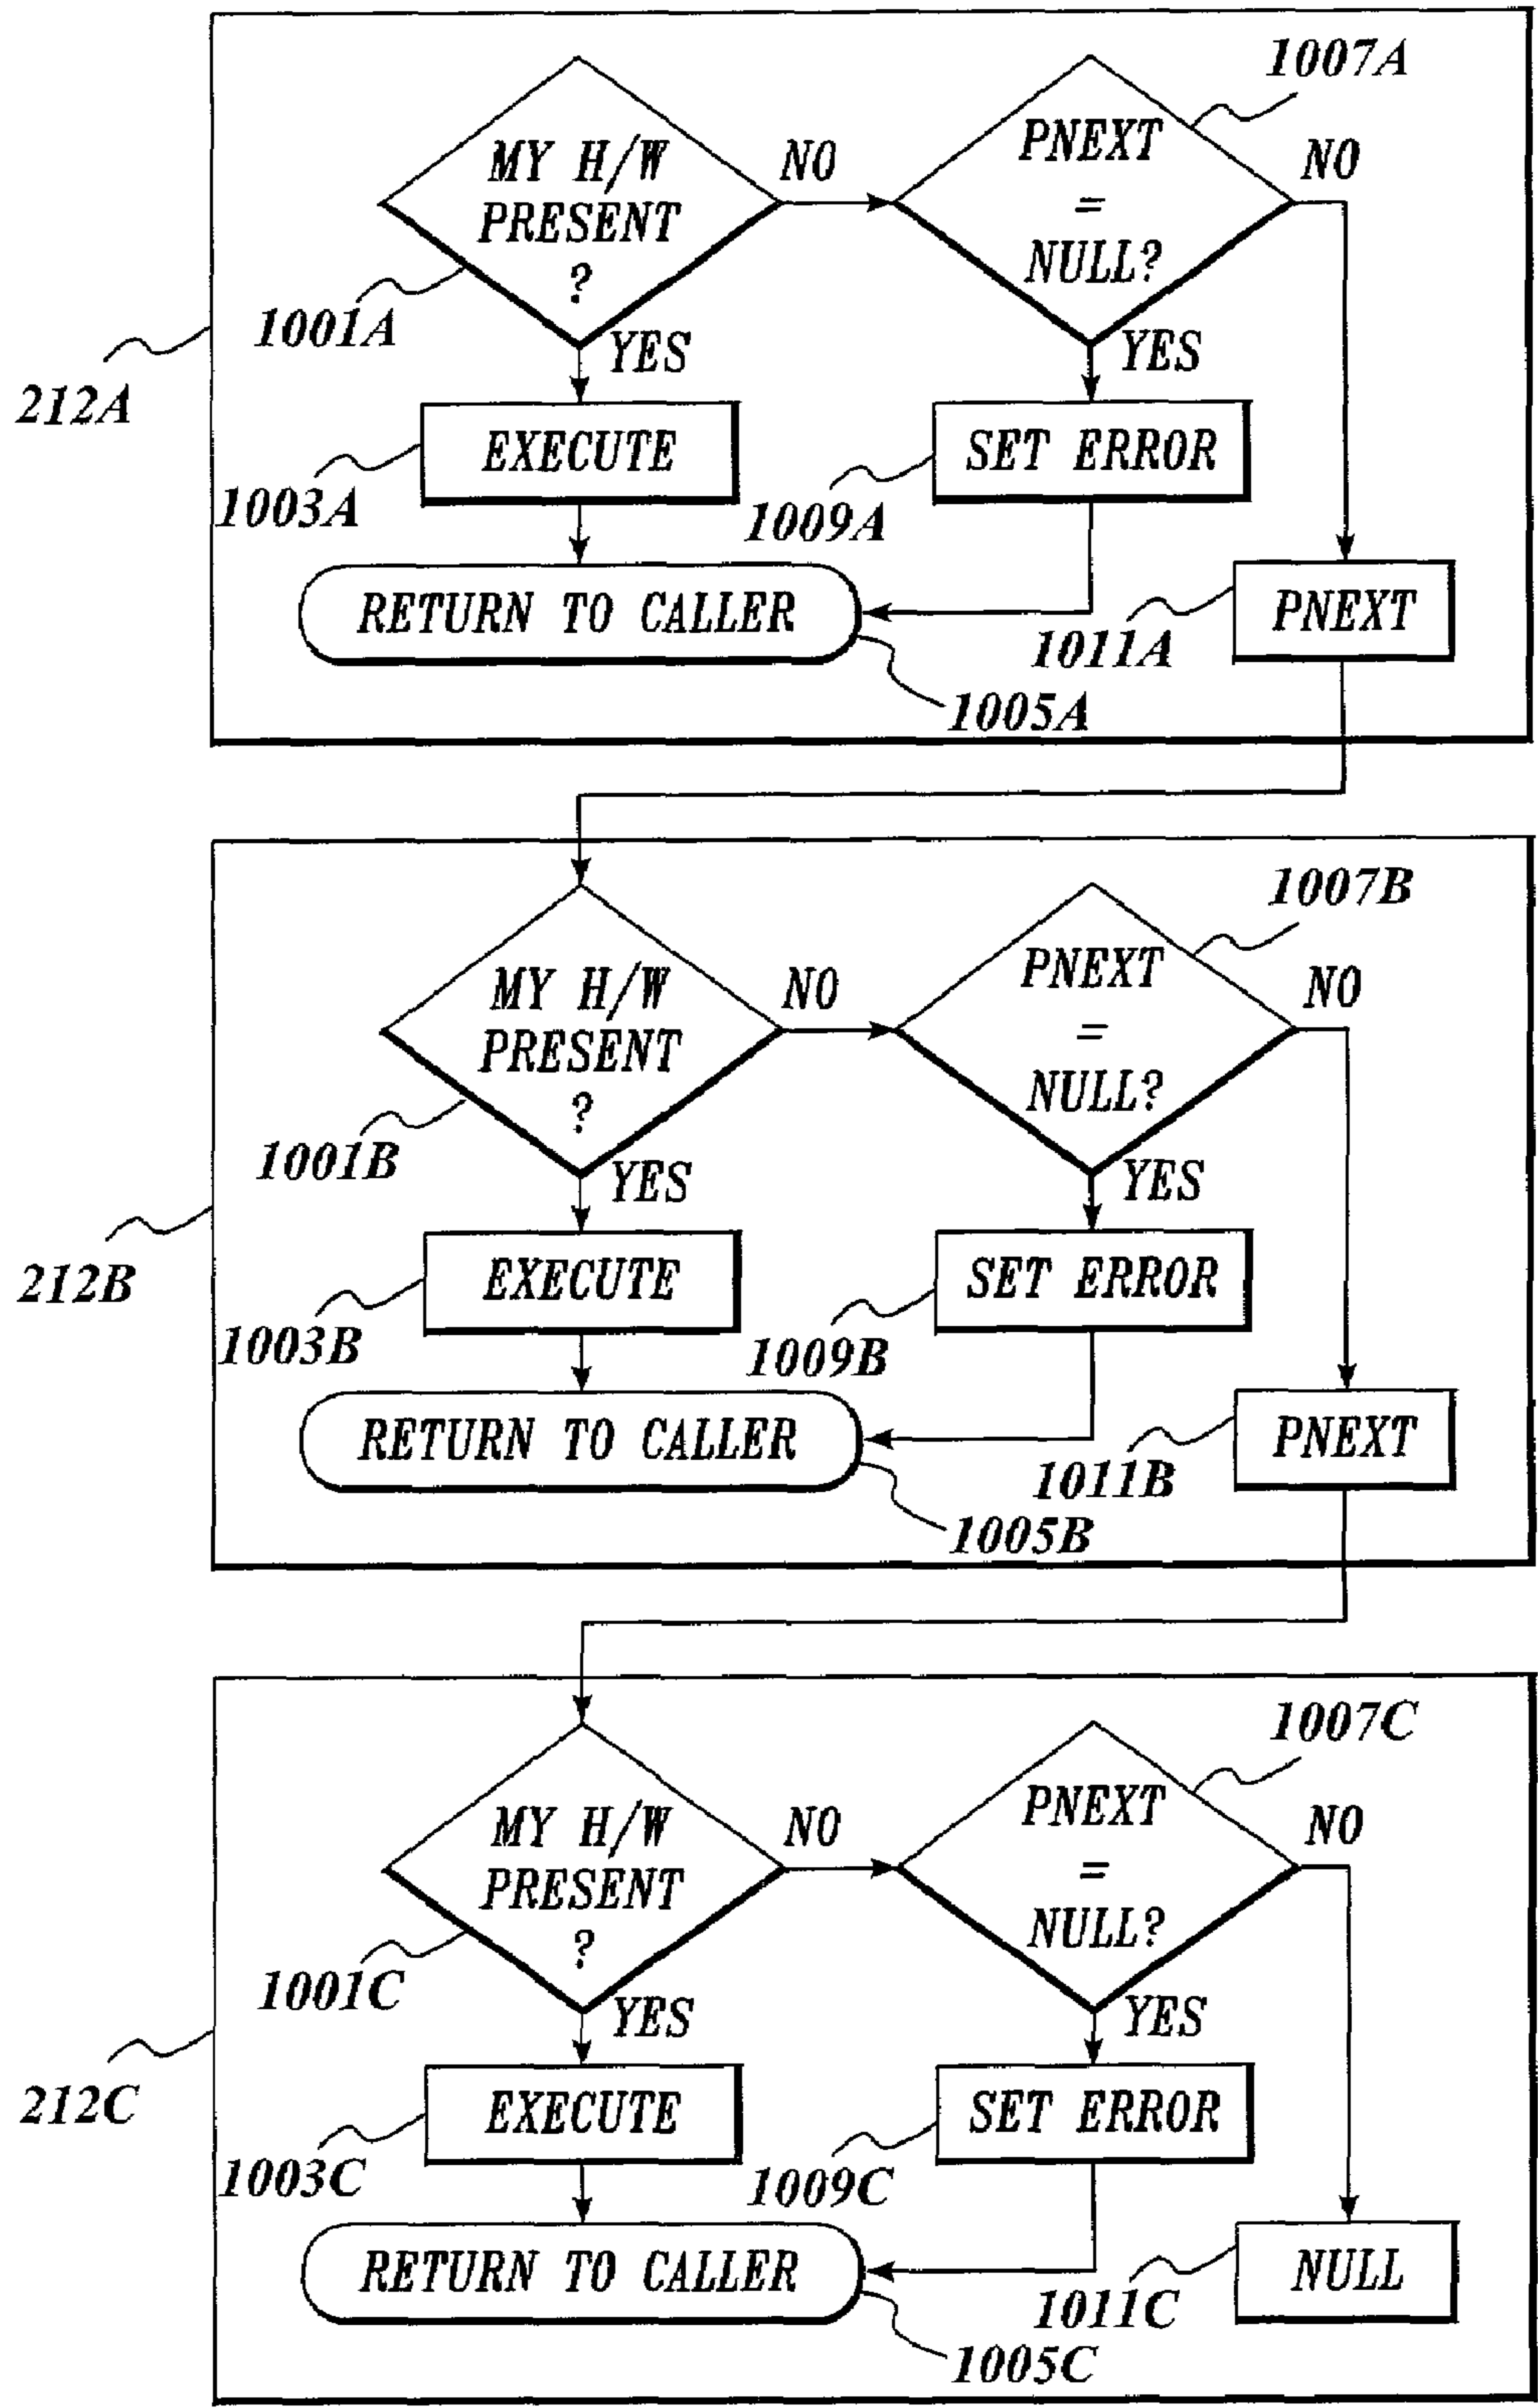 1007A
MY H/W
PRESENT
?
NO
PNEXT
=
NULL?
NO
1001A
YES
YES
212A
EXECUTE
SET ERROR
1003A
1009A
RETURN TO CALLER
1011A
PNEXT
1005A
1007B
MY H/W
PRESENT
?
NO
PNEXT
=
NULL?
NO
1001B
YES
YES
212B
EXECUTE
SET ERROR
1003B
1009B
RETURN TO CALLER
1011B
PNEXT
1005B
1007C
MY H/W
PRESENT
?
NO
PNEXT
=
NULL?
NO
1001C
YES
YES
212C
EXECUTE
SET ERROR
1003C
1009C
RETURN TO CALLER
1011C
NULL
1005C